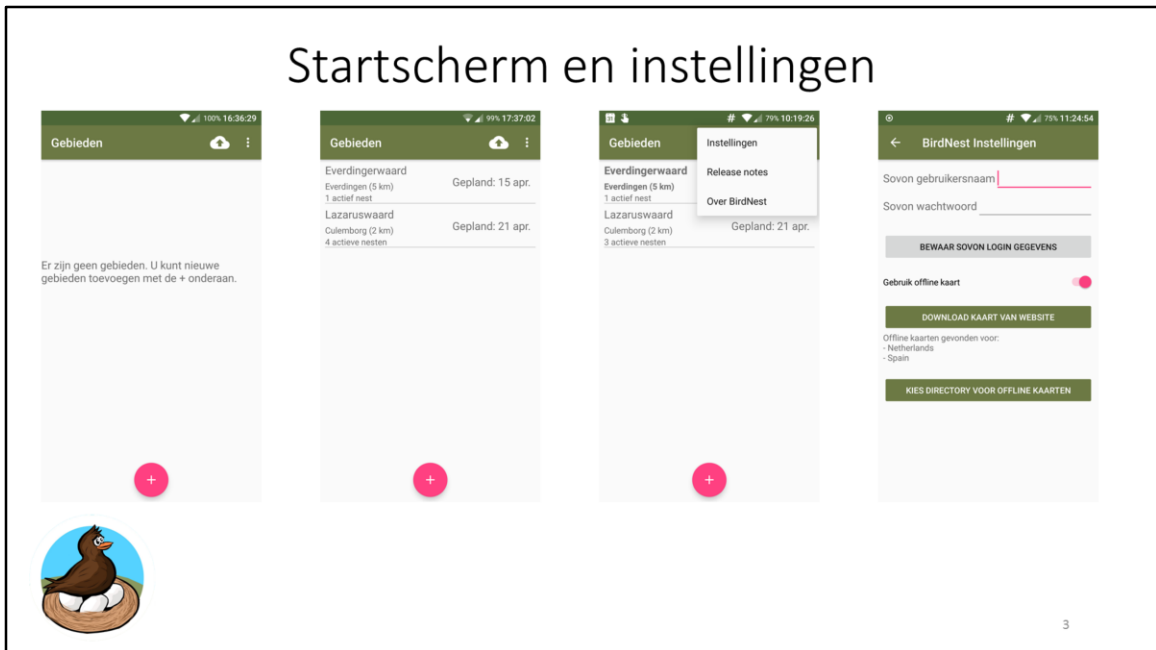 Startscherm en instellingen
100% 16:36:29
Gebieden
Er zijn geen gebieden. U kunt nieuwe
gebieden toevoegen met de + onderaan.
+
99% 17:37:02
Gebieden
Everdingerwaard
Everdingen (5 km)
1 actief nest
Gepland: 15 apr.
Lazaruswaard
Culemborg (2 km)
4 actieve nesten
Gepland: 21 apr.
+
31
# 79% 10:19:26
Gebieden
Instellingen
Release notes
Over BirdNest
Everdingerwaard
Everdingen (5 km)
1 actief nest
Lazaruswaard
Culemborg (2 km)
3 actieve nesten
Gepland: 21 apr.
+
# 75% 11:24:54
BirdNest Instellingen
Sovon gebruikersnaam
Sovon wachtwoord
BEWAAR SOVON LOGIN GEGEVENS
Gebruik offline kaart
DOWNLOAD KAART VAN WEBSITE
Offline kaarten gevonden voor:
- Netherlands
- Spain
KIES DIRECTORY VOOR OFFLINE KAARTEN
3